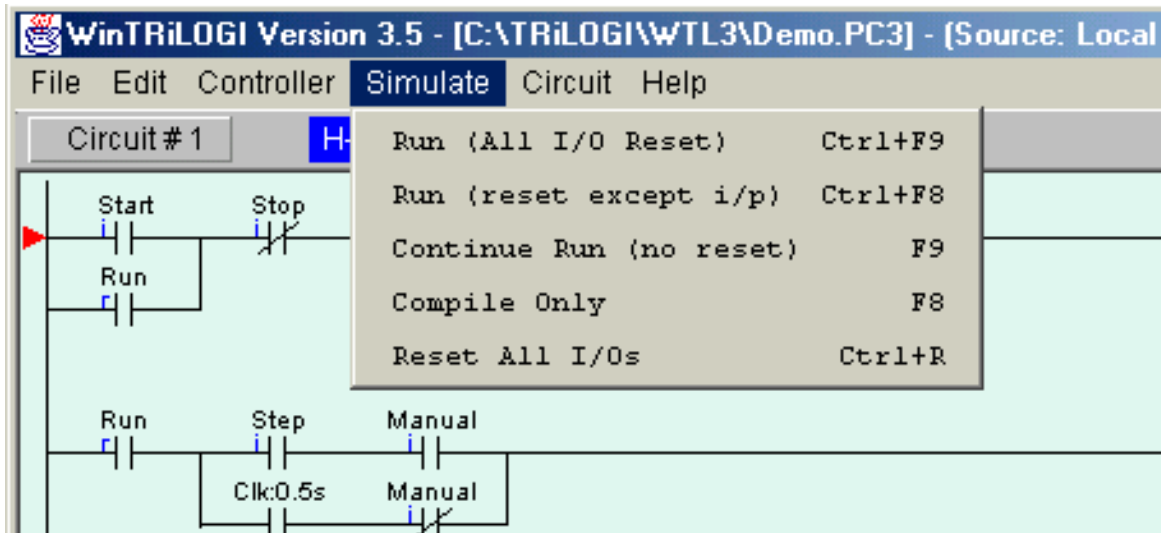 WinTRiLOGI Version 3.5 - [C:\TRiLOGI\WTL3\Demo.PC3] - (Source: Local
File Edit Controller Simulate Circuit Help
Circuit # 1
Run (All I/O Reset) Ctrl+F9
Run (reset except i/p) Ctrl+F8
Continue Run (no reset) F9
Compile Only F8
Reset All I/Os Ctrl+R
Start Stop
i i
Run
r
Run Step Manual
r i i
Clk:0.5s Manual
i